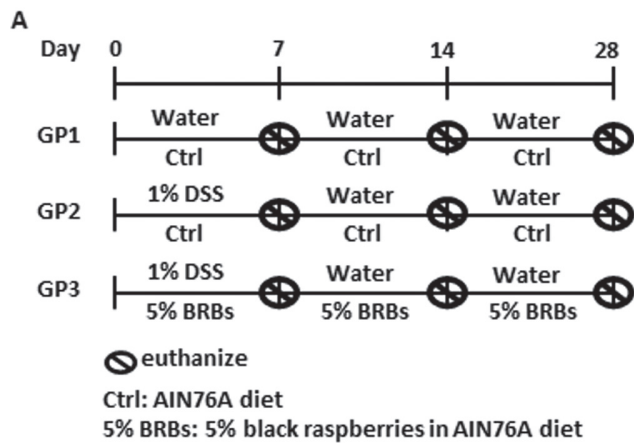 A
Day 0 7 14 28
Water Water Water
GP1
Ctrl Ctrl Ctrl
1% DSS Water Water
GP2
Ctrl Ctrl Ctrl
1% DSS Water Water
GP3
5% BRBs 5% BRBs 5% BRBs
euthanize
Ctrl: AIN76A diet
5% BRBs: 5% black raspberries in AIN76A diet